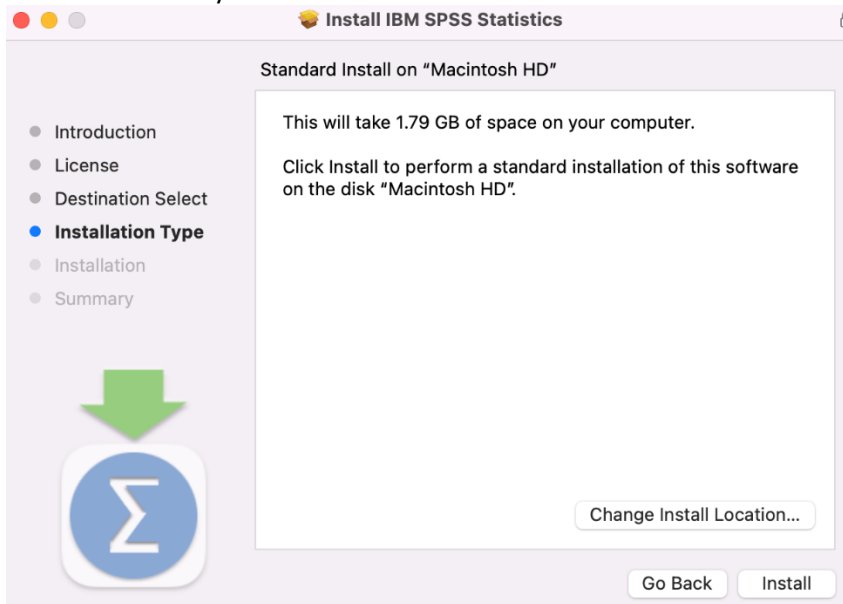 Install IBM SPSS Statistics
Standard Install on “Macintosh HD”
Introduction
License
Destination Select
Installation Type
Installation
Summary
This will take 1.79 GB of space on your computer.
Click Install to perform a standard installation of this software
on the disk “Macintosh HD”.
Σ
Change Install Location...
Go Back
Install